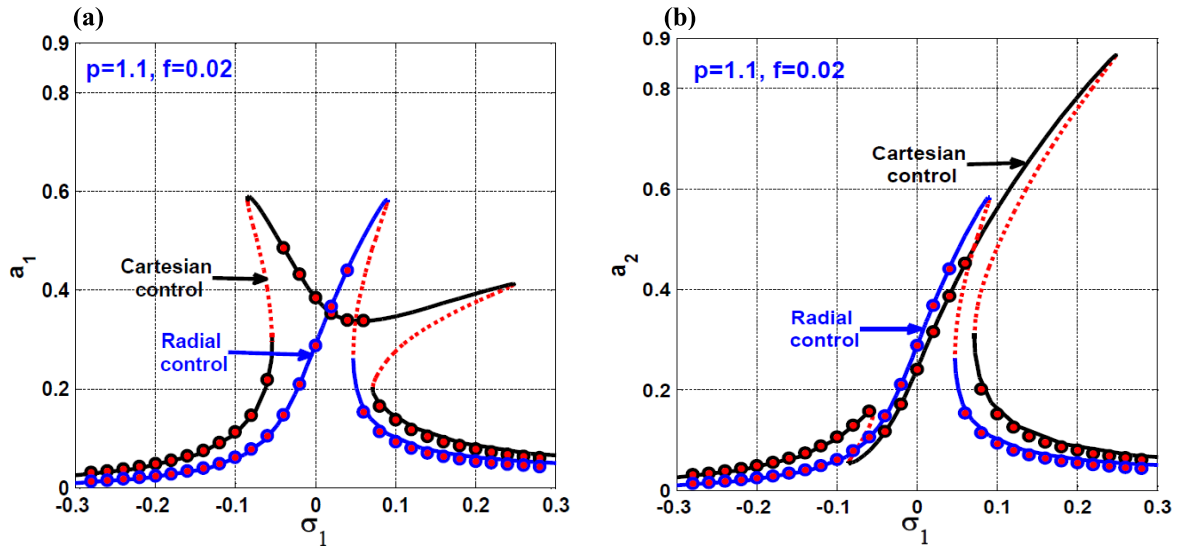 (a)
p=1.1, f=0.02
a1
0.9
0.8
0.6
0.4
0.2
0
Cartesian
control
Radial
control
-0.3 -0.2 -0.1 0 0.1 0.2 0.3
σ1
(b)
p=1.1, f=0.02
a2
0.9
0.8
0.6
0.4
0.2
0
Cartesian
control
Radial
control
-0.3 -0.2 -0.1 0 0.1 0.2 0.3
σ1